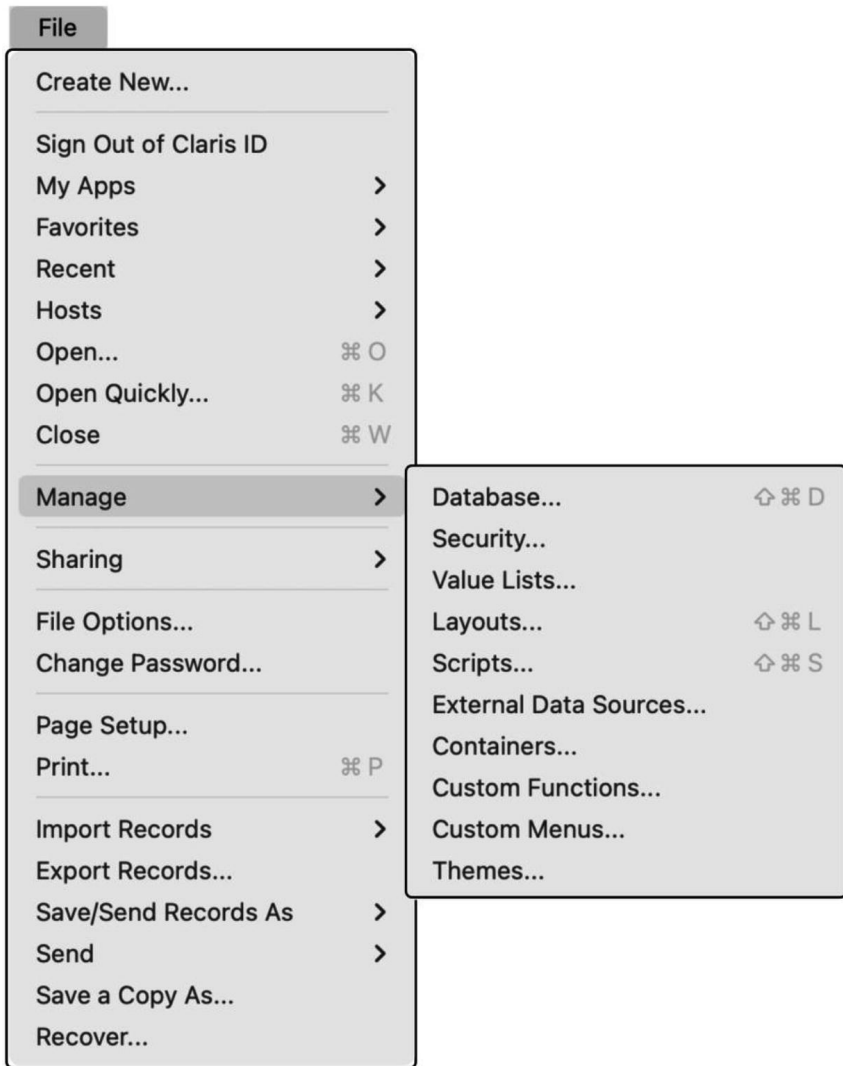 File
Create New...
Sign Out of Claris ID
My Apps
Favorites
Recent
Hosts
Open... ⌘ O
Open Quickly... ⌘ K
Close ⌘ W
Manage
Sharing
File Options...
Change Password...
Page Setup...
Print... ⌘ P
Import Records
Export Records...
Save/Send Records As
Send
Save a Copy As...
Recover...
Database... ⇧ ⌘ D
Security...
Value Lists...
Layouts... ⇧ ⌘ L
Scripts... ⇧ ⌘ S
External Data Sources...
Containers...
Custom Functions...
Custom Menus...
Themes...